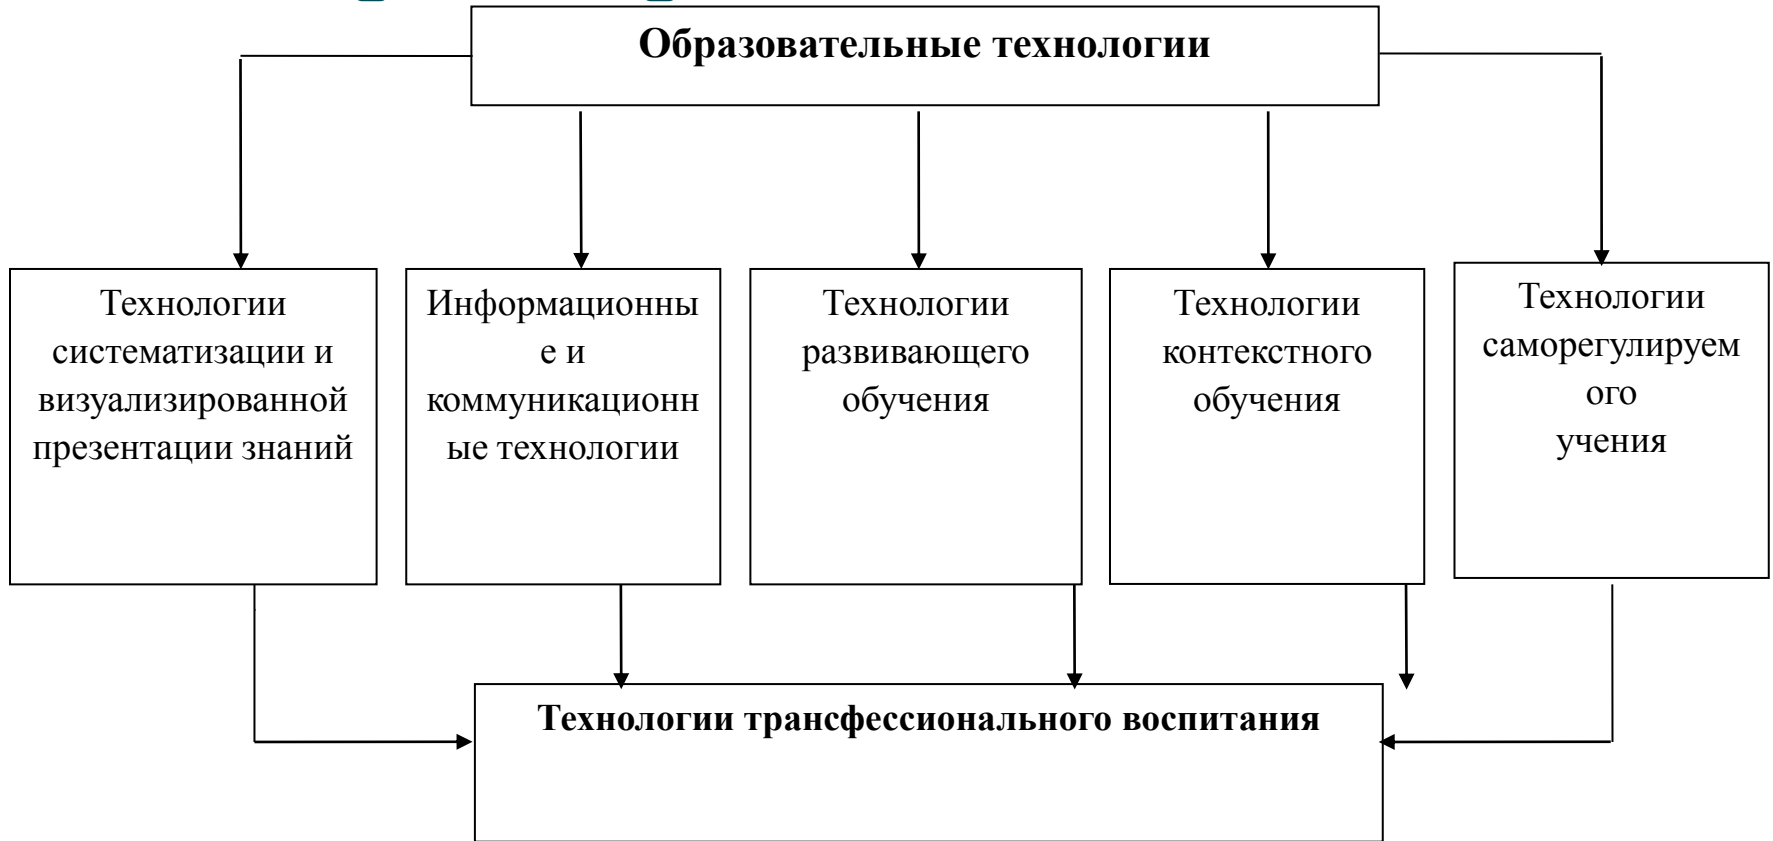 Образовательные технологии
Технологии
систематизации и
визуализированной
презентации знаний
Информационны
е и
коммуникационн
ые технологии
Технологии
развивающего
обучения
Технологии
контекстного
обучения
Технологии
саморегулируем
ого
учения
Технологии трансфессионального воспитания